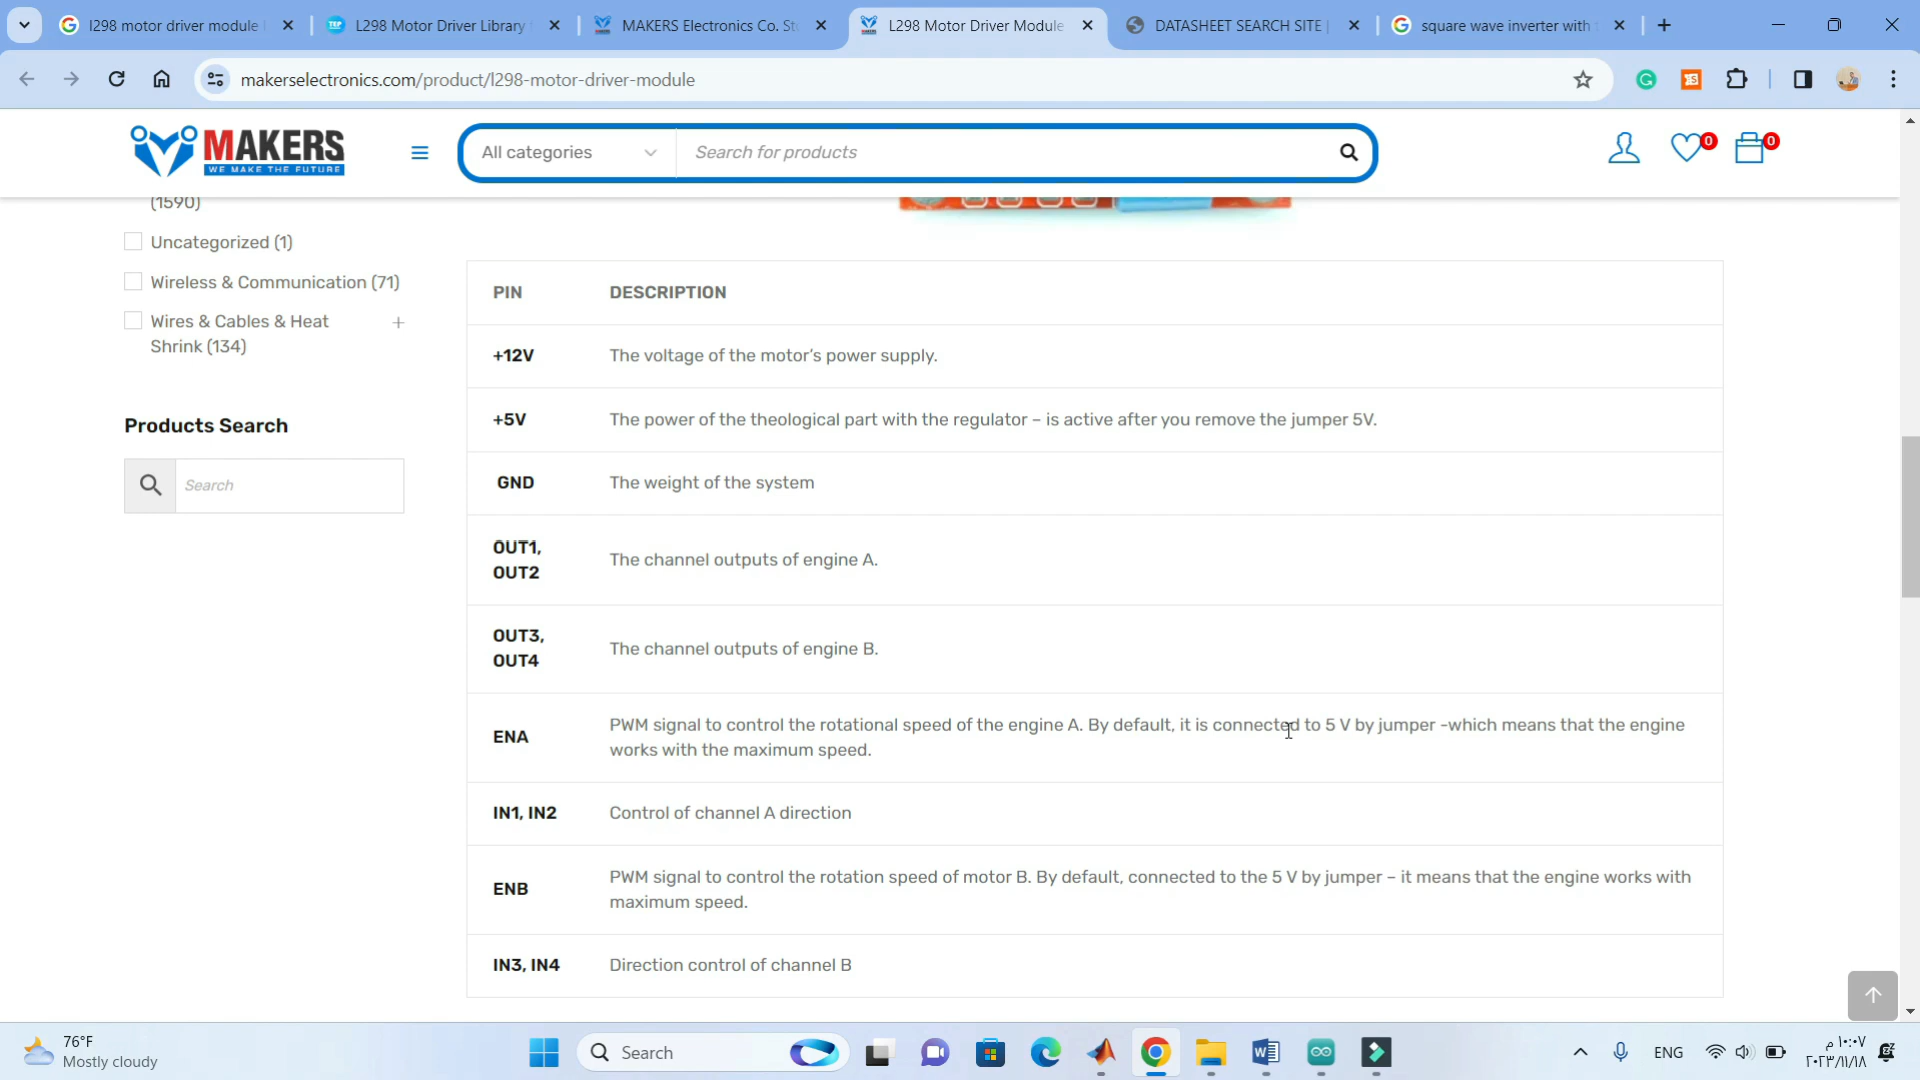 l298 motor driver module
L298 Motor Driver Library
MAKERS Electronics Co. St
L298 Motor Driver Module
DATASHEET SEARCH SITE |
square wave inverter with
makerselectronics.com/product/l298-motor-driver-module
MAKERS
WE MAKE THE FUTURE
All categories
Search for products
0
0
(1590)
Uncategorized (1)
Wireless & Communication (71)
Wires & Cables & Heat
Shrink (134)
Products Search
Search
PIN DESCRIPTION
+12V The voltage of the motor’s power supply.
+5V The power of the theological part with the regulator – is active after you remove the jumper 5V.
GND The weight of the system
OUT1,
OUT2
The channel outputs of engine A.
OUT3,
OUT4
The channel outputs of engine B.
ENA
PWM signal to control the rotational speed of the engine A. By default, it is connected to 5 V by jumper -which means that the engine
works with the maximum speed.
IN1, IN2 Control of channel A direction
ENB
PWM signal to control the rotation speed of motor B. By default, connected to the 5 V by jumper – it means that the engine works with
maximum speed.
IN3, IN4 Direction control of channel B
76°F
Mostly cloudy
Search
ENG
١٠:٠٧ م
٢٠٢٣/١١/١٨